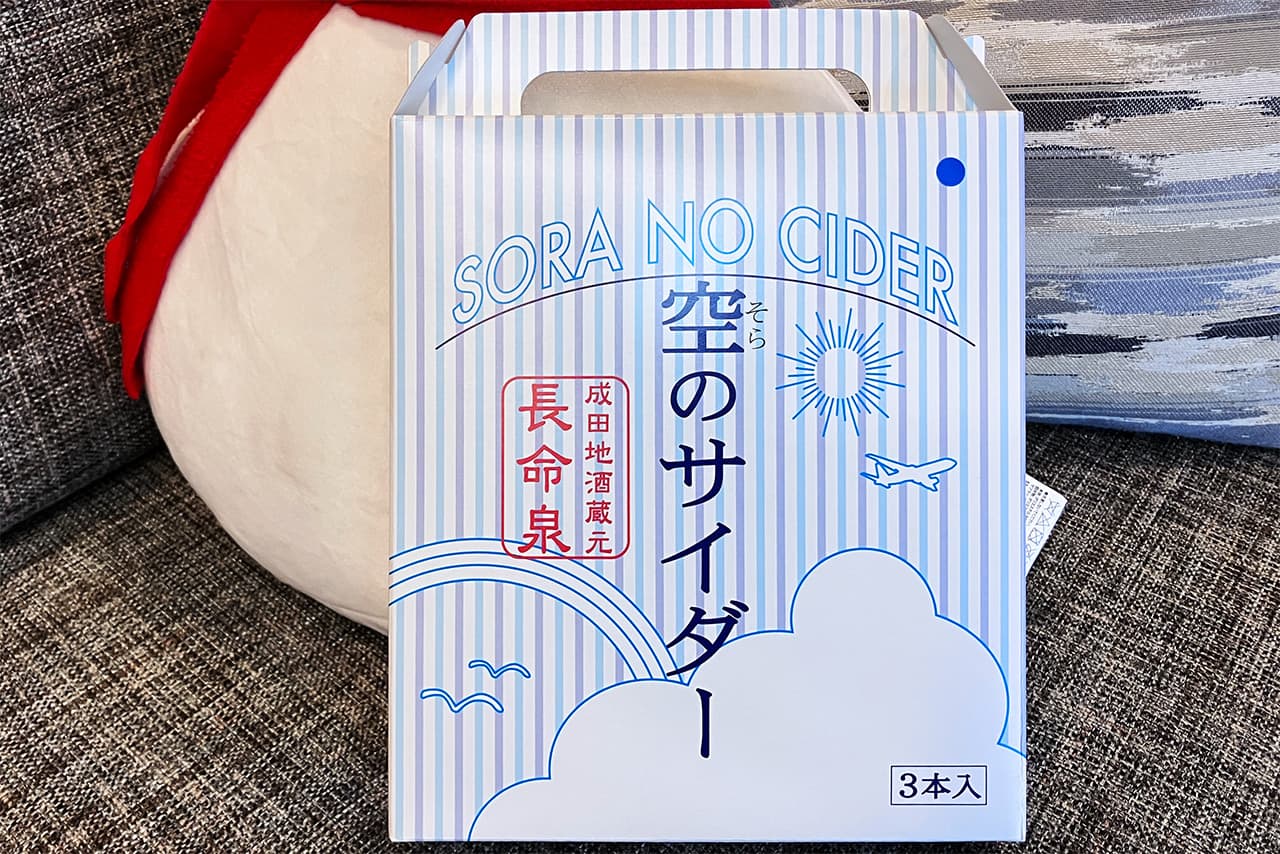 SORA NO CIDER
空のサイダー
そら
成田地酒蔵元
長命泉
3本入